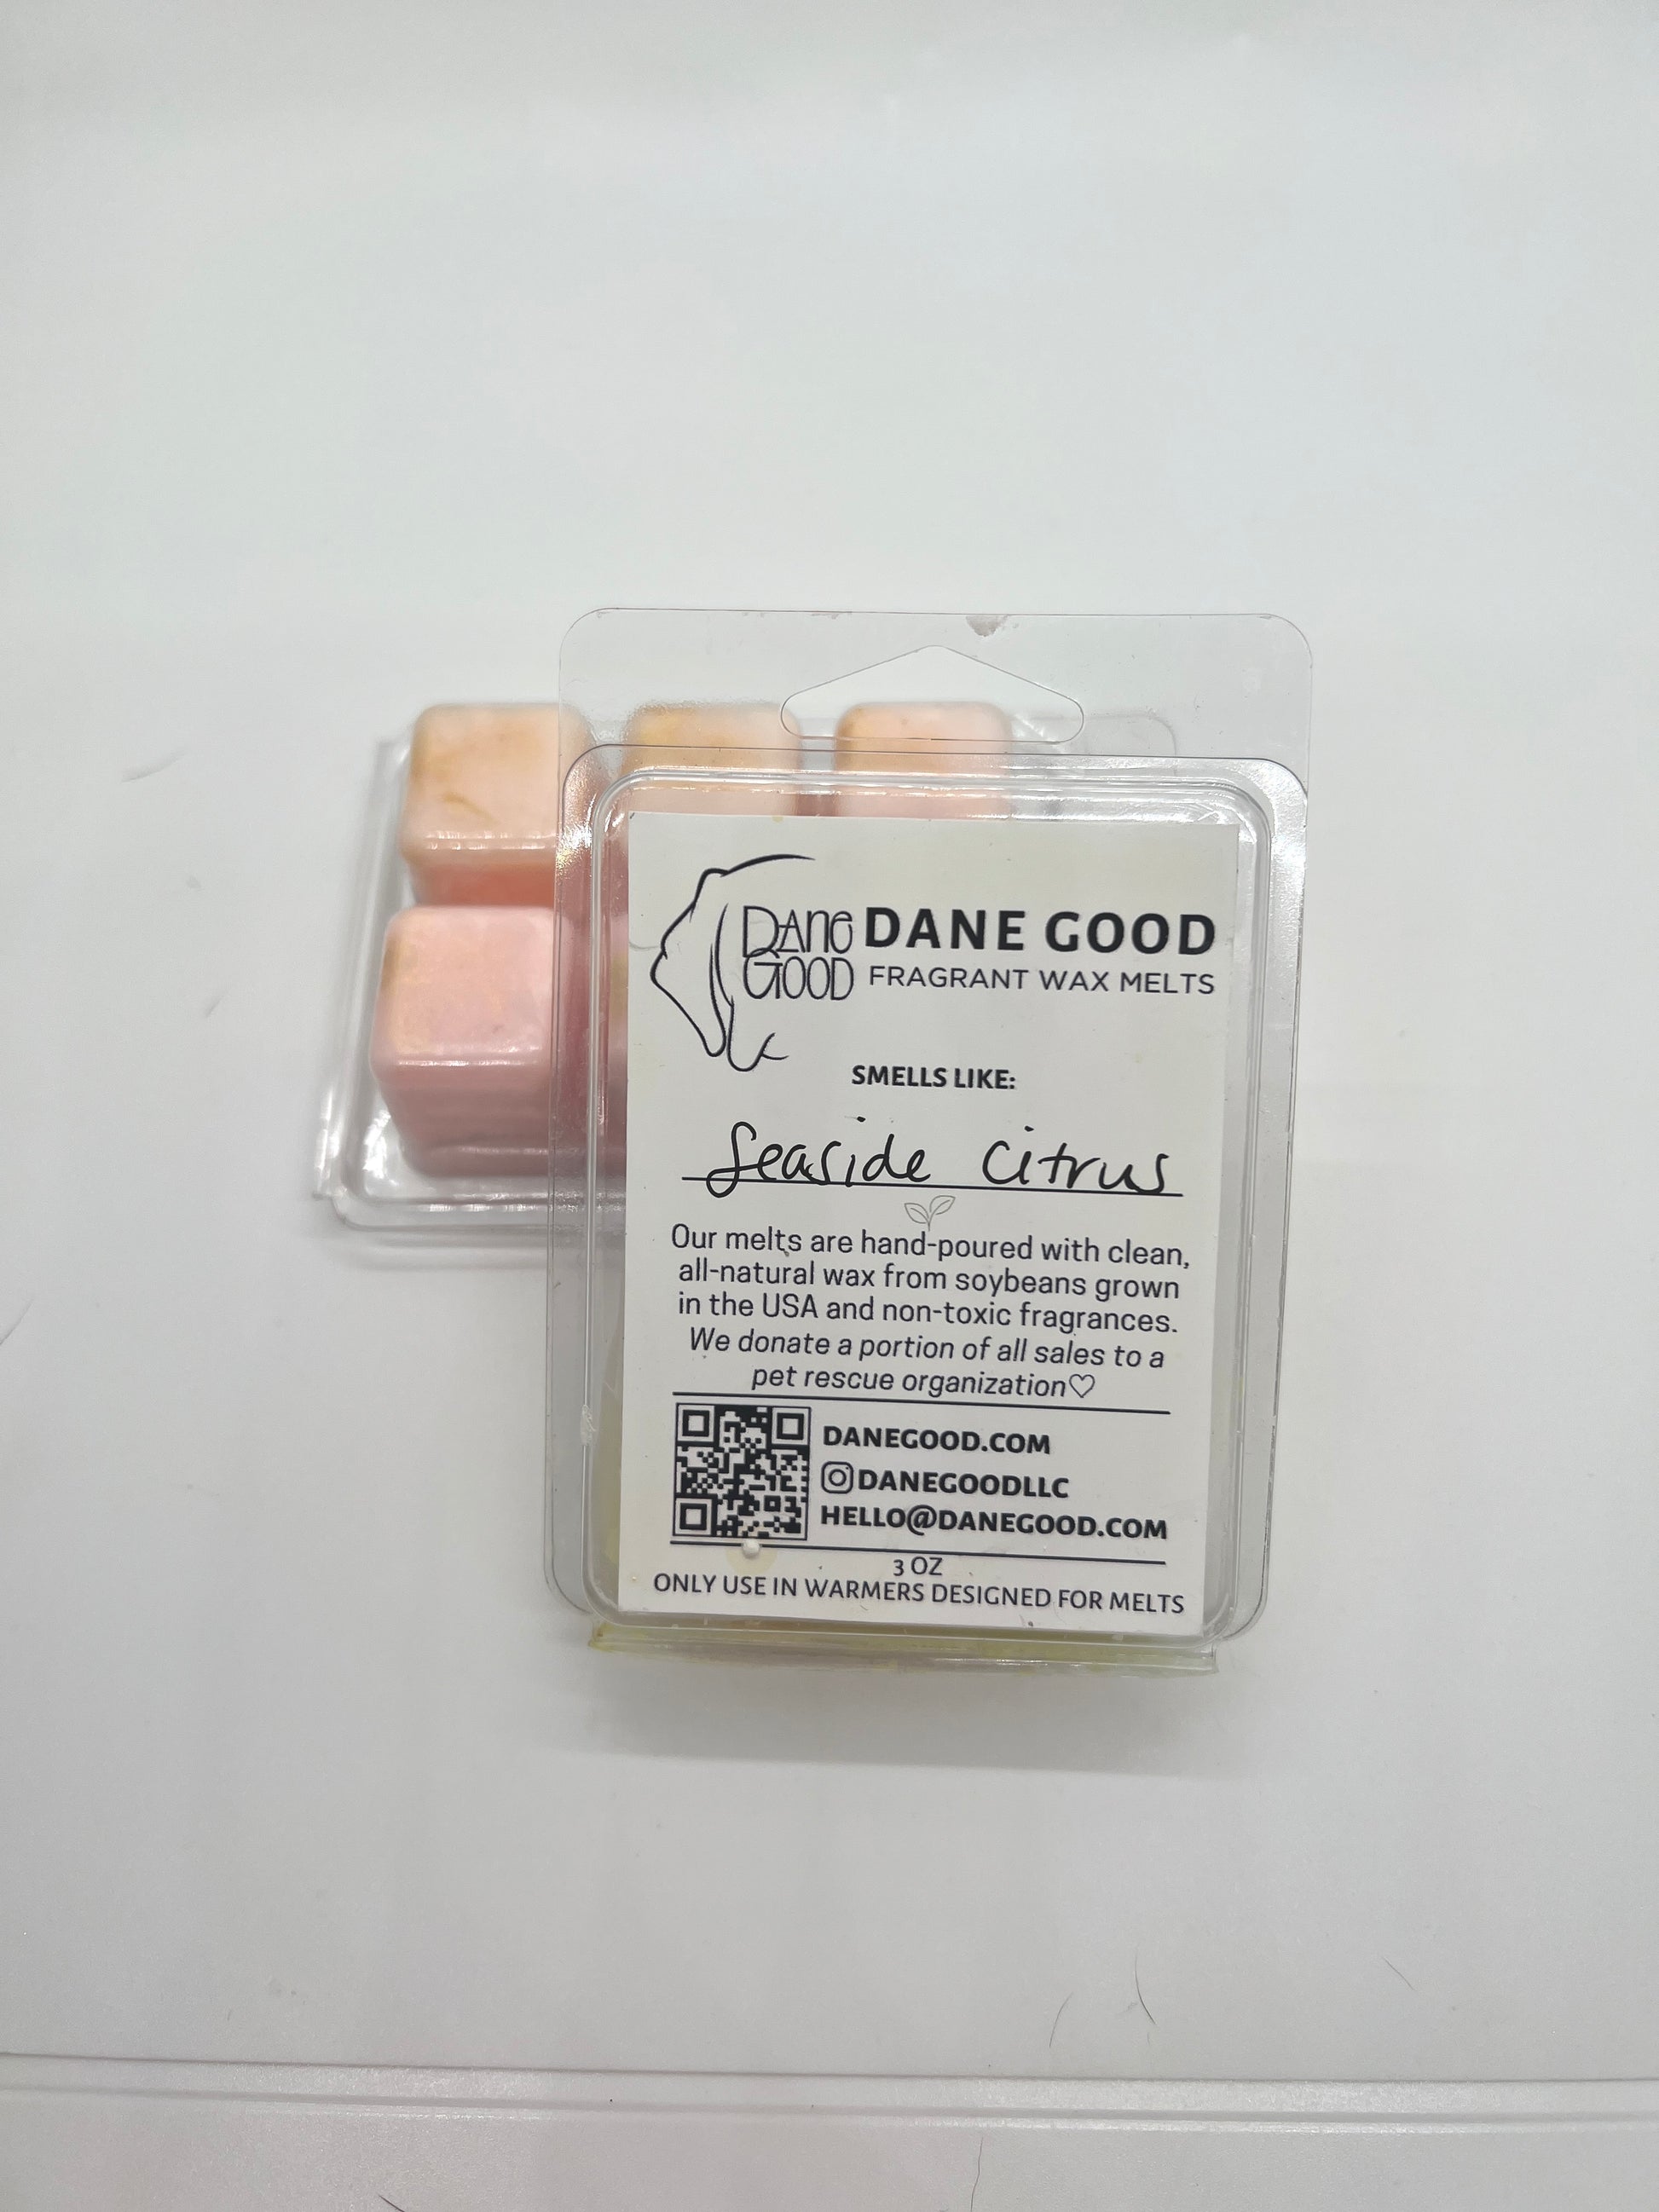 Dane
Good
DANE GOOD
FRAGRANT WAX MELTS
SMELLS LIKE:
Seaside Citrus
Our melts are hand-poured with clean,
all-natural wax from soybeans grown
in the USA and non-toxic fragrances.
We donate a portion of all sales to a
pet rescue organization♡
DANEGOOD.COM
DANEGOODLLC
HELLO@DANEGOOD.COM
3 OZ
ONLY USE IN WARMERS DESIGNED FOR MELTS